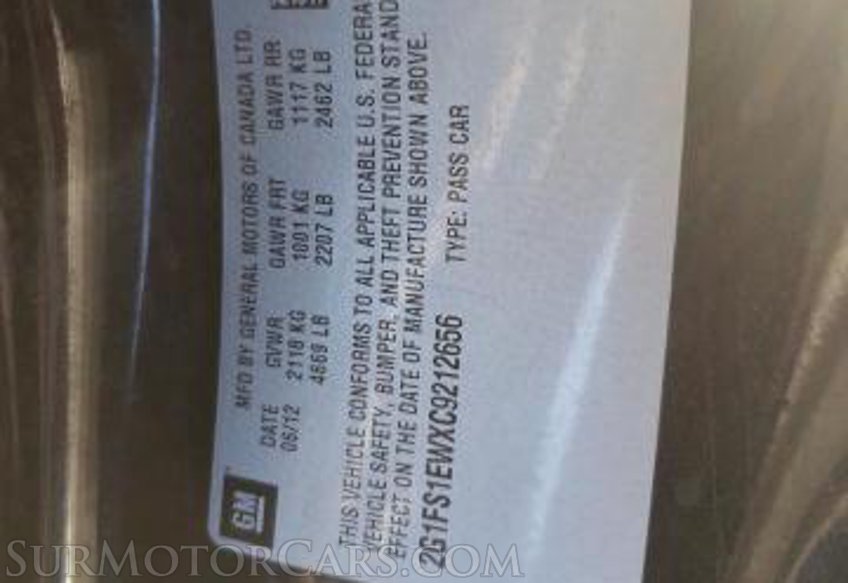 MFD BY GENERAL MOTORS OF CANADA LTD.
DATE GVWR GAWR FRT GAWR RR
05/12 2118 KG 1001 KG 1117 KG
4669 LB 2207 LB 2462 LB
GM
THIS VEHICLE CONFORMS TO ALL APPLICABLE U.S. FEDERA
VEHICLE SAFETY, BUMPER, AND THEFT PREVENTION STAND
EFFECT ON THE DATE OF MANUFACTURE SHOWN ABOVE.
2G1FS1EWXC9212656 TYPE: PASS CAR
SURMOTORCARS.COM